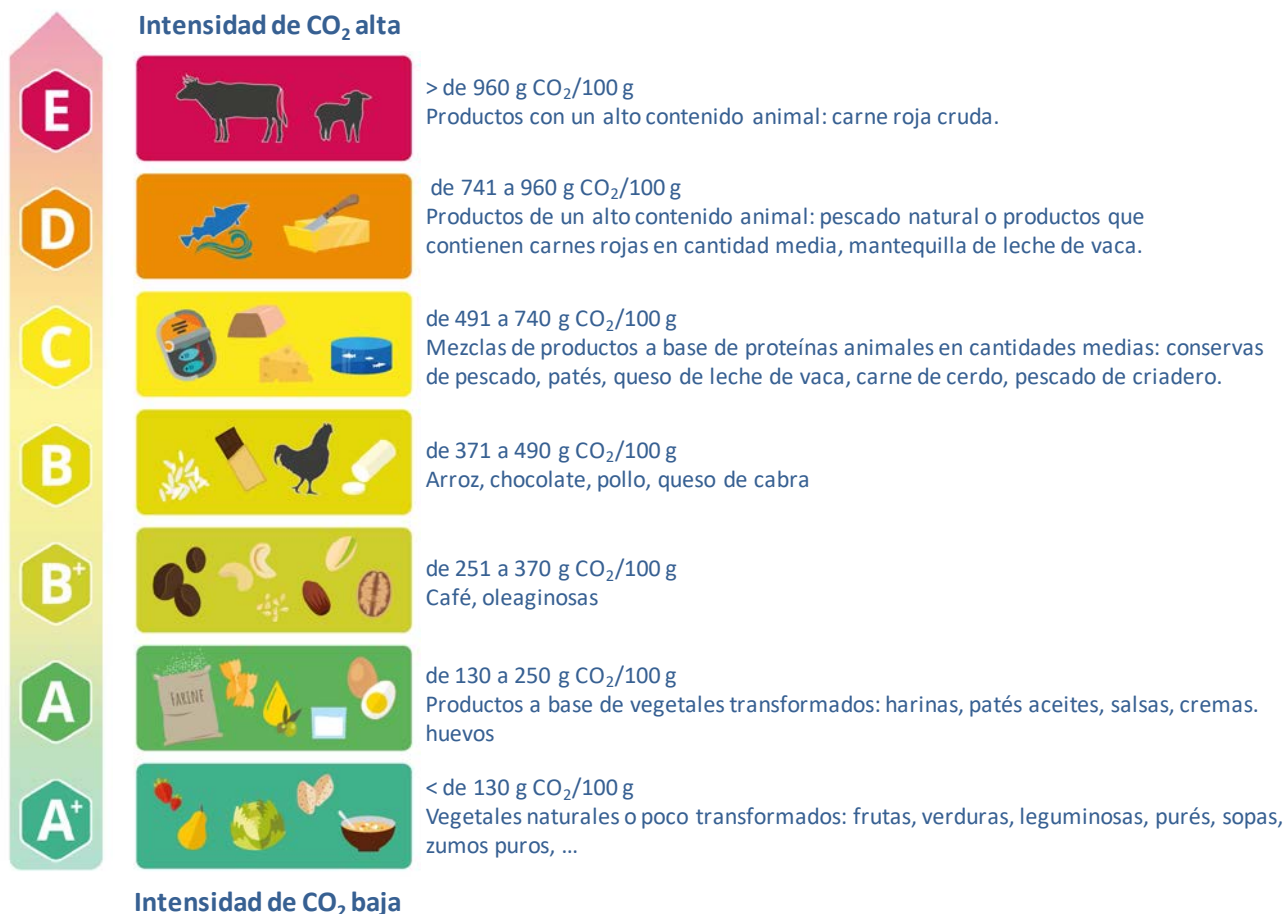 Intensidad de CO₂ alta
E
> de 960 g CO₂/100 g
Productos con un alto contenido animal: carne roja cruda.
D
de 741 a 960 g CO₂/100 g
Productos de un alto contenido animal: pescado natural o productos que
contienen carnes rojas en cantidad media, mantequilla de leche de vaca.
C
de 491 a 740 g CO₂/100 g
Mezclas de productos a base de proteínas animales en cantidades medias: conservas
de pescado, patés, queso de leche de vaca, carne de cerdo, pescado de criadero.
B
de 371 a 490 g CO₂/100 g
Arroz, chocolate, pollo, queso de cabra
B⁺
de 251 a 370 g CO₂/100 g
Café, oleaginosas
A
FARINE
de 130 a 250 g CO₂/100 g
Productos a base de vegetales transformados: harinas, patés aceites, salsas, cremas.
huevos
A⁺
< de 130 g CO₂/100 g
Vegetales naturales o poco transformados: frutas, verduras, leguminosas, purés, sopas,
zumos puros, ...
Intensidad de CO₂ baja